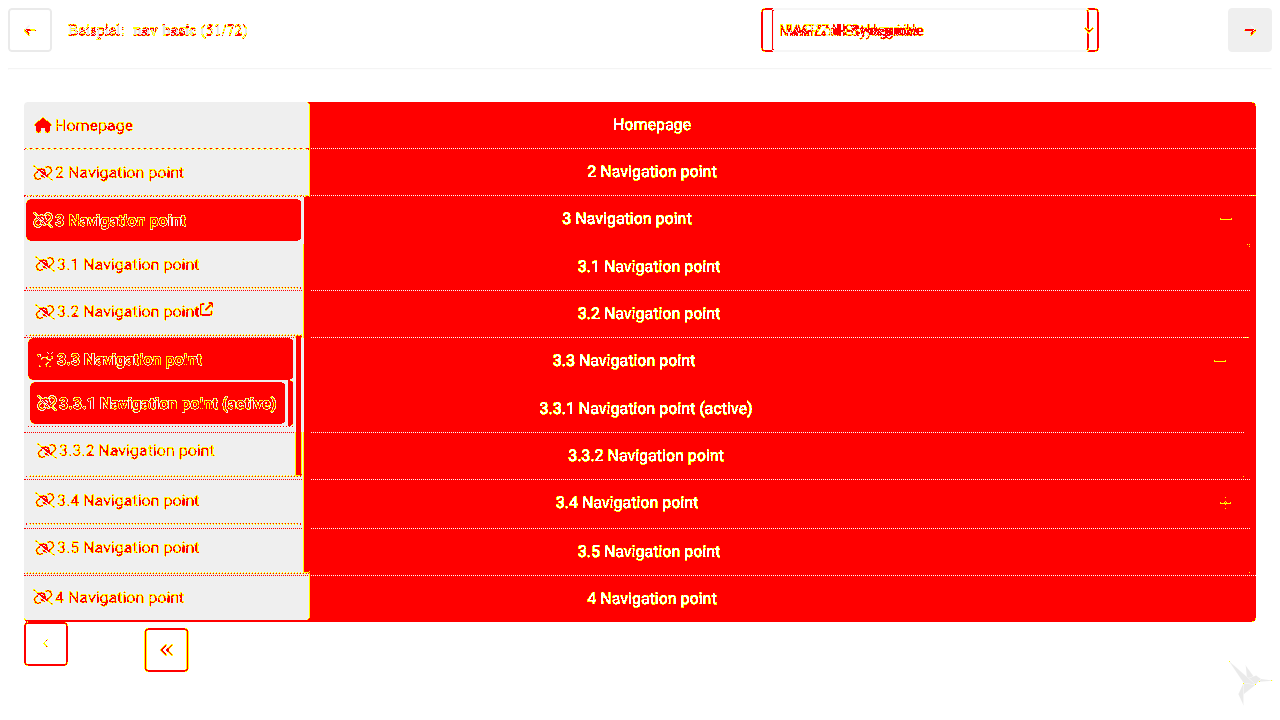 ← Beispiel: nav basic (51/72) →
Homepage Homepage
2 Navigation point 2 Navigation point
3 Navigation point 3 Navigation point
3.1 Navigation point 3.1 Navigation point
3.2 Navigation point 3.2 Navigation point
3.3 Navigation point 3.3 Navigation point
3.3.1 Navigation point (active) 3.3.1 Navigation point (active)
3.3.2 Navigation point 3.3.2 Navigation point
3.4 Navigation point 3.4 Navigation point
3.5 Navigation point 3.5 Navigation point
4 Navigation point 4 Navigation point
‹ «